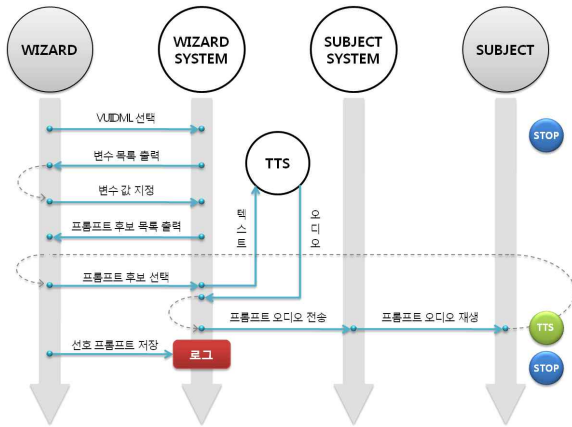 WIZARD
WIZARD
SYSTEM
SUBJECT
SYSTEM
SUBJECT
VUIDML 선택
STOP
변수 목록 출력
TTS
변수 값 지정
텍스트
오디오
프롬프트 후보 목록 출력
프롬프트 후보 선택
프롬프트 오디오 전송
프롬프트 오디오 재생
TTS
선호 프롬프트 저장
로그
STOP